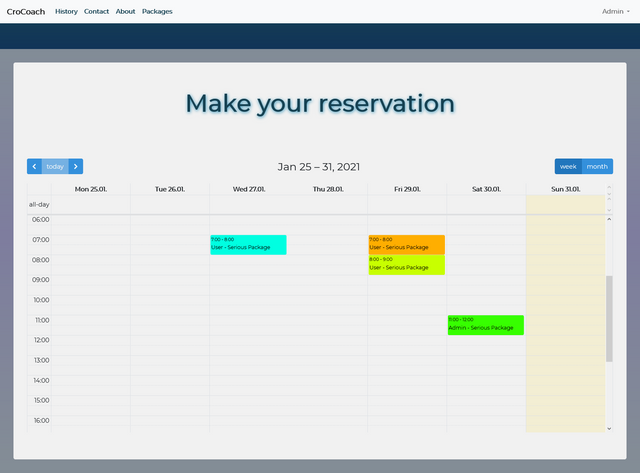 CroCoach History Contact About Packages Admin
Make your reservation
today Jan 25 – 31, 2021 week month
Mon 25.01. Tue 26.01. Wed 27.01. Thu 28.01. Fri 29.01. Sat 30.01. Sun 31.01.
all-day
06:00
07:00
7:00 - 8:00
User - Serious Package
7:00 - 8:00
User - Serious Package
08:00
8:00 - 9:00
User - Serious Package
09:00
10:00
11:00
11:00 - 12:00
Admin - Serious Package
12:00
13:00
14:00
15:00
16:00